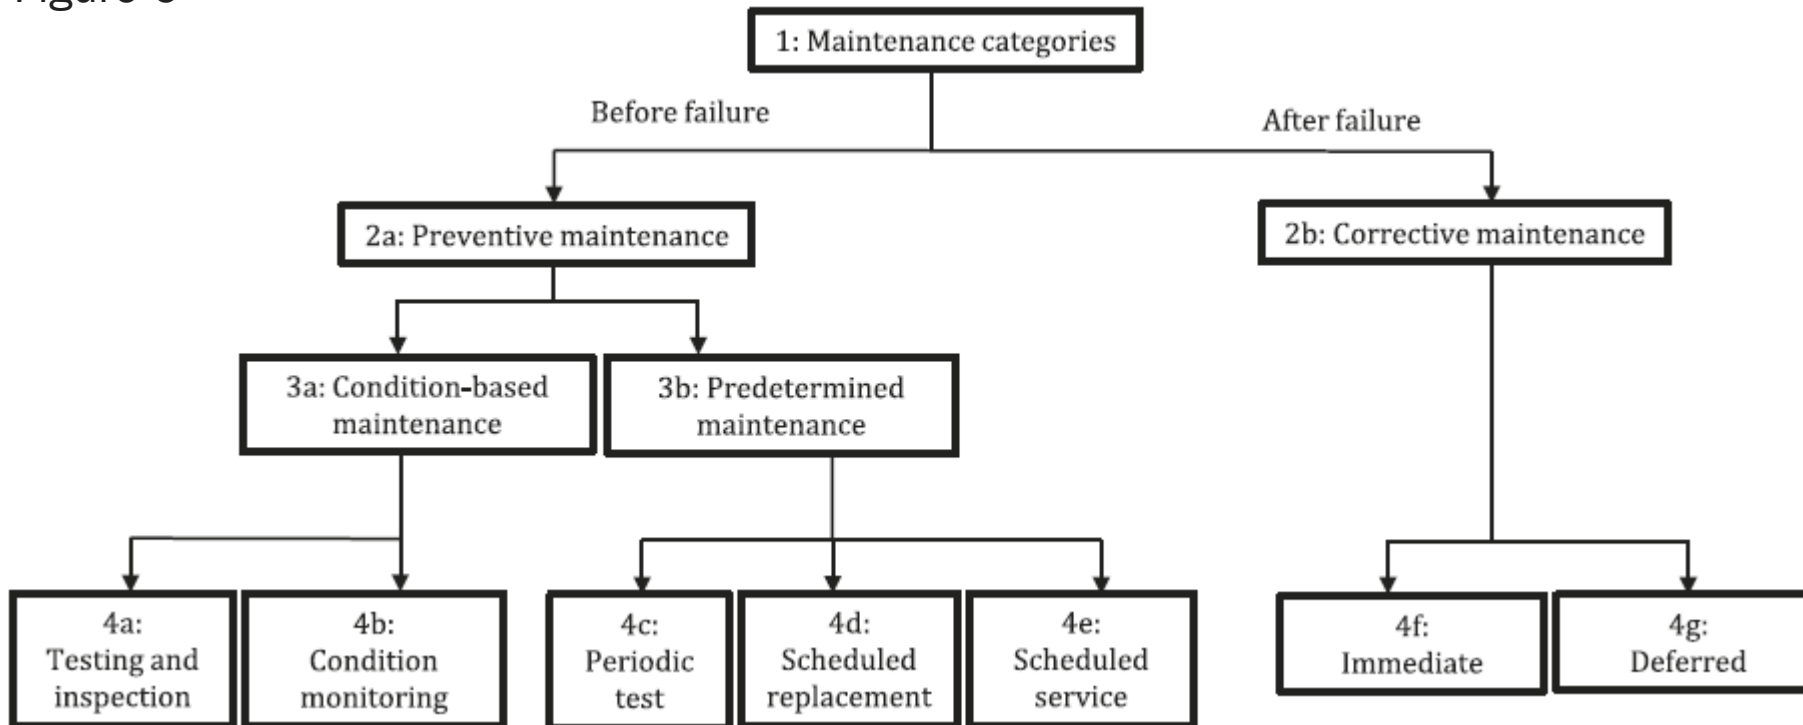 1: Maintenance categories
Before failure
After failure
2a: Preventive maintenance
2b: Corrective maintenance
3a: Condition-based
maintenance
3b: Predetermined
maintenance
4a:
Testing and
inspection
4b:
Condition
monitoring
4c:
Periodic
test
4d:
Scheduled
replacement
4e:
Scheduled
service
4f:
Immediate
4g:
Deferred